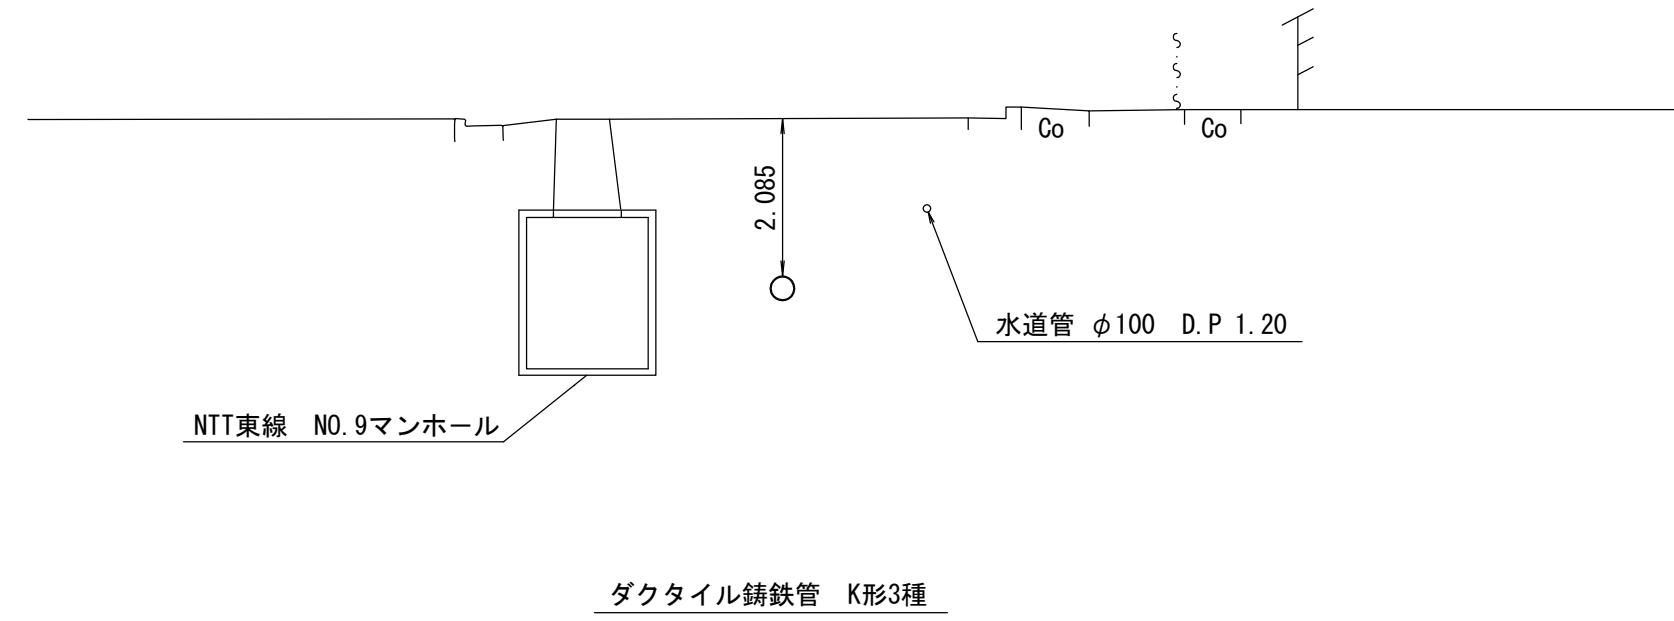 Co
Co
2.085
水道管 φ100 D.P 1.20
NTT東線 NO.9マンホール
ダクタイル鋳鉄管 K形3種